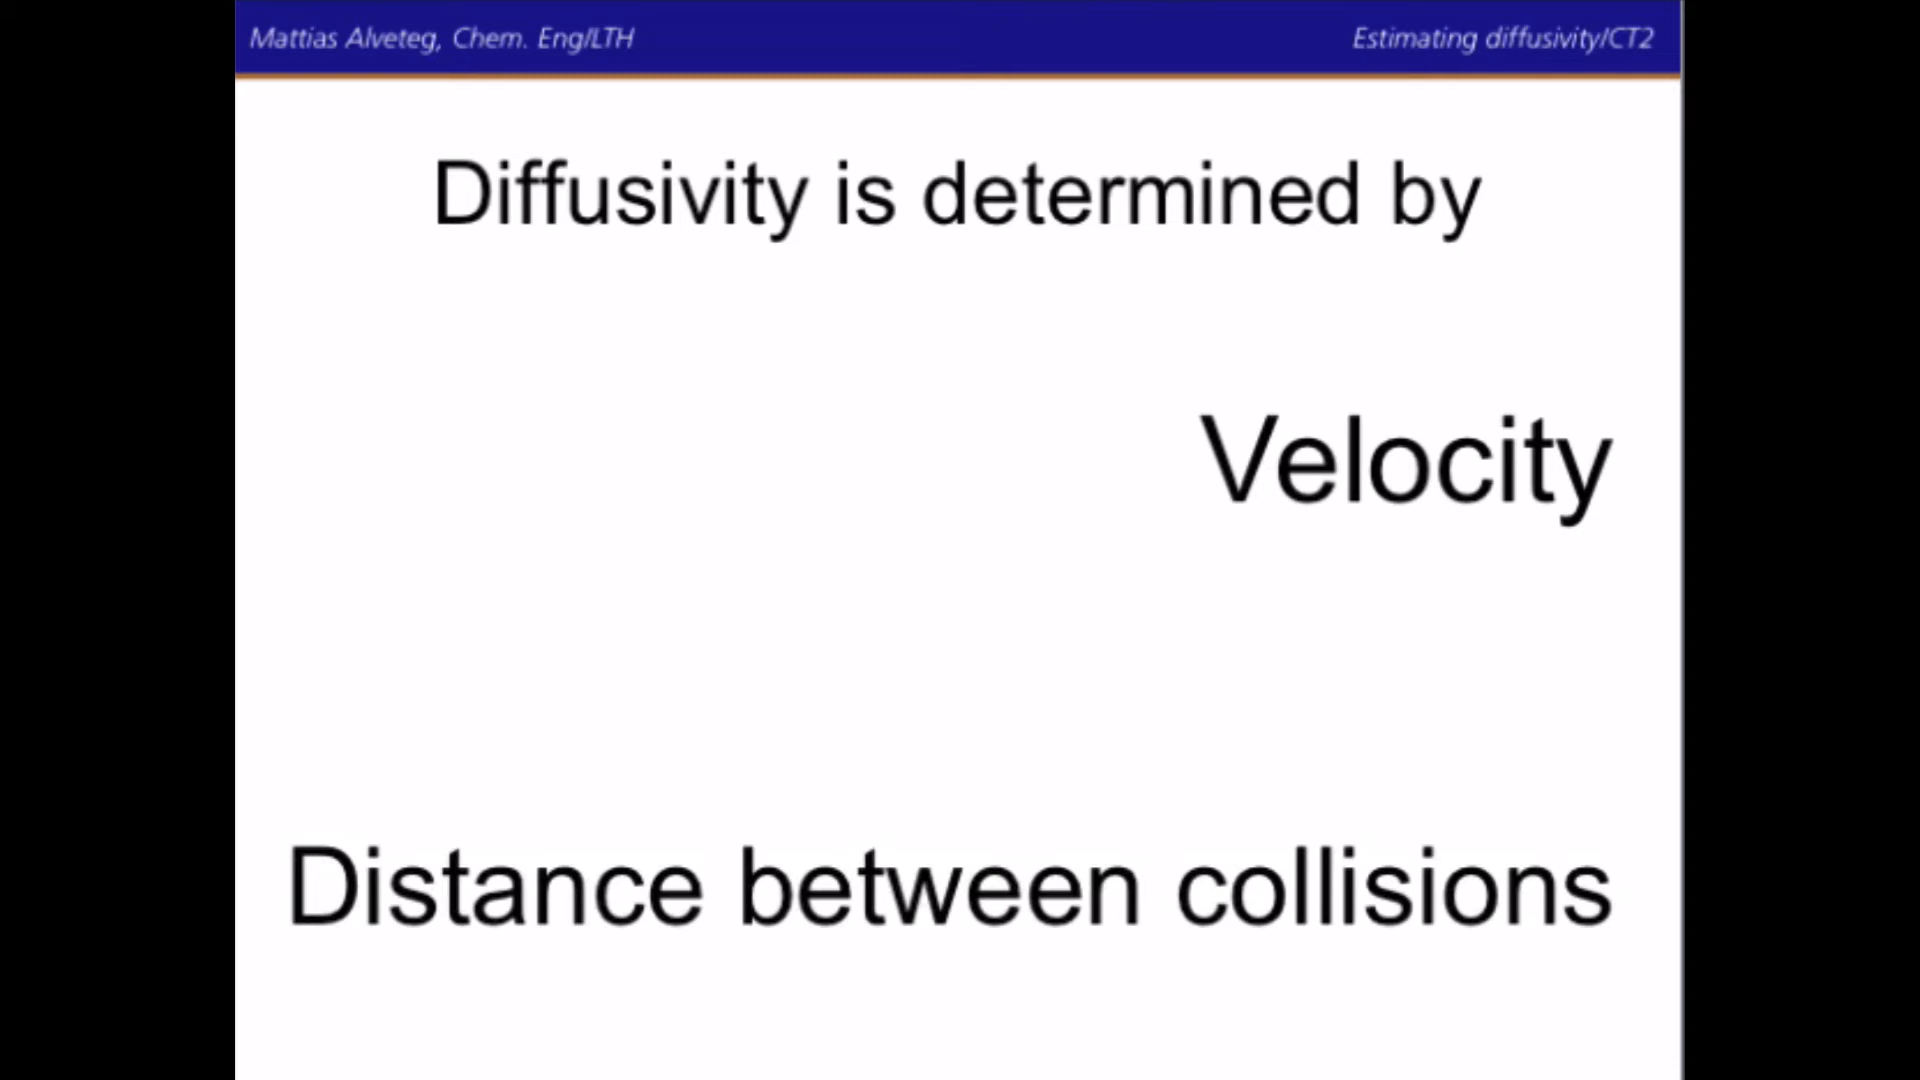 Mattias Alveteg, Chem. Eng/LTH
Estimating diffusivity/CT2
Diffusivity is determined by
Velocity
Distance between collisions